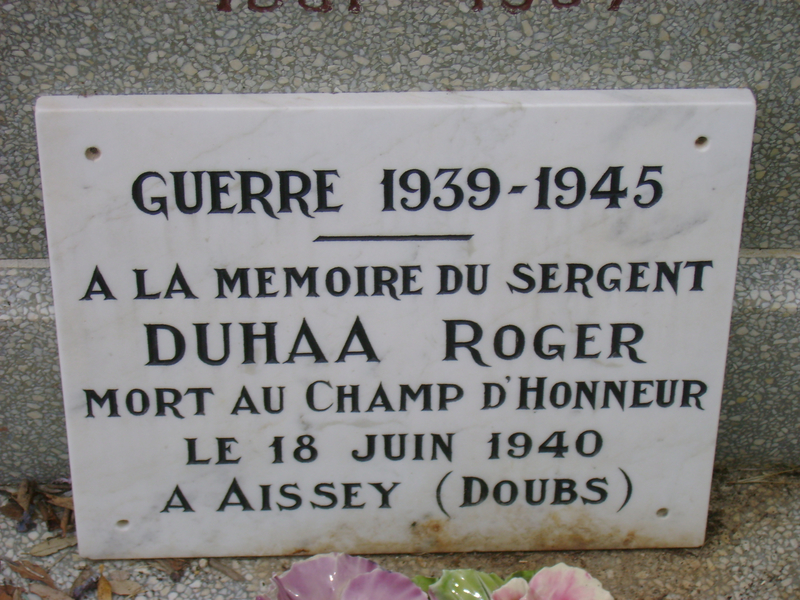 GUERRE 1939-1945
A LA MEMOIRE DU SERGENT
DUHAA ROGER
MORT AU CHAMP D'HONNEUR
LE 18 JUIN 1940
A AISSEY (DOUBS)